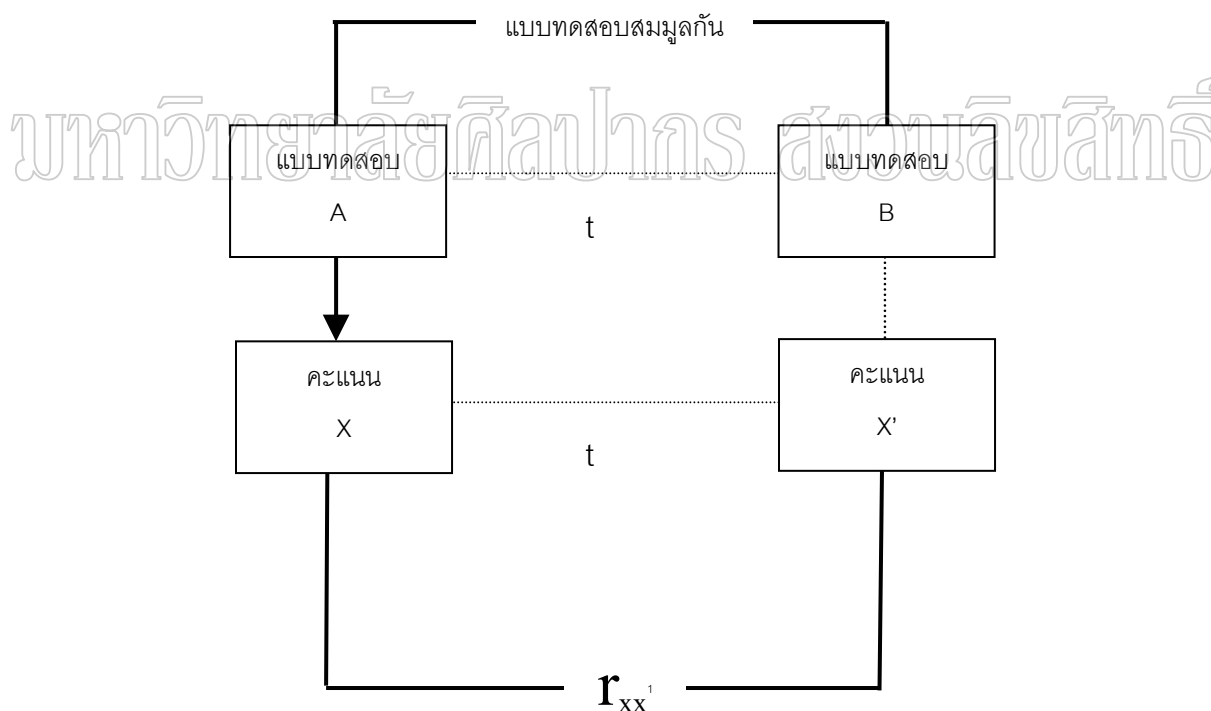 แบบทดสอบสมมูลกัน
มหาวิทยาลัยศิลปากร สงวนลิขสิทธิ์
แบบทดสอบ
A
แบบทดสอบ
B
t
คะแนน
X
คะแนน
X'
t
rxx¹